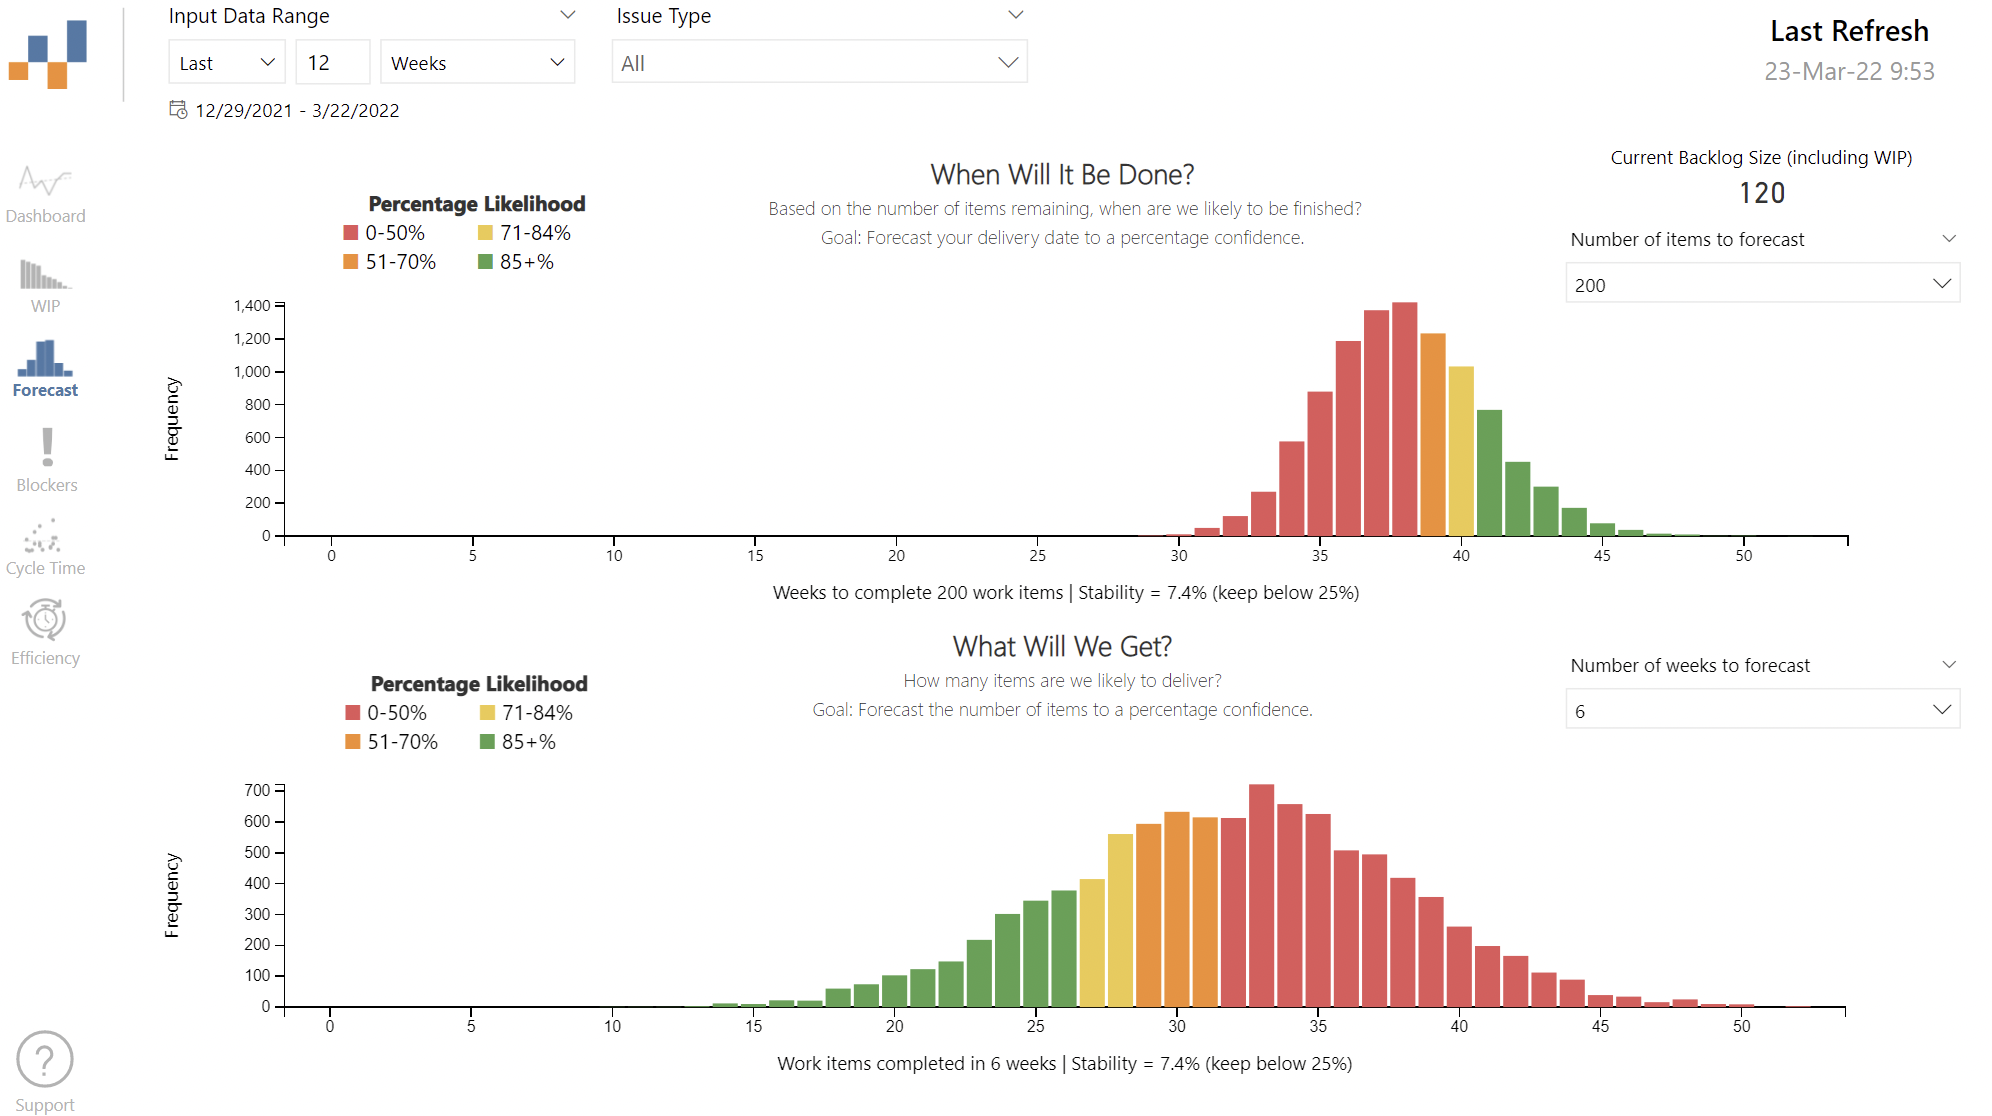 Input Data Range
Issue Type
Last Refresh
Last
12
Weeks
All
23-Mar-22 9:53
12/29/2021 - 3/22/2022
Dashboard
WIP
Forecast
Blockers
Cycle Time
Efficiency
Support
When Will It Be Done?
Based on the number of items remaining, when are we likely to be finished?
Goal: Forecast your delivery date to a percentage confidence.
Current Backlog Size (including WIP)
120
Number of items to forecast
200
Percentage Likelihood
0-50% 71-84%
51-70% 85+%
Frequency
1,400
1,200
1,000
800
600
400
200
0
0 5 10 15 20 25 30 35 40 45 50
Weeks to complete 200 work items | Stability = 7.4% (keep below 25%)
What Will We Get?
How many items are we likely to deliver?
Goal: Forecast the number of items to a percentage confidence.
Number of weeks to forecast
6
Percentage Likelihood
0-50% 71-84%
51-70% 85+%
Frequency
700
600
500
400
300
200
100
0
0 5 10 15 20 25 30 35 40 45 50
Work items completed in 6 weeks | Stability = 7.4% (keep below 25%)